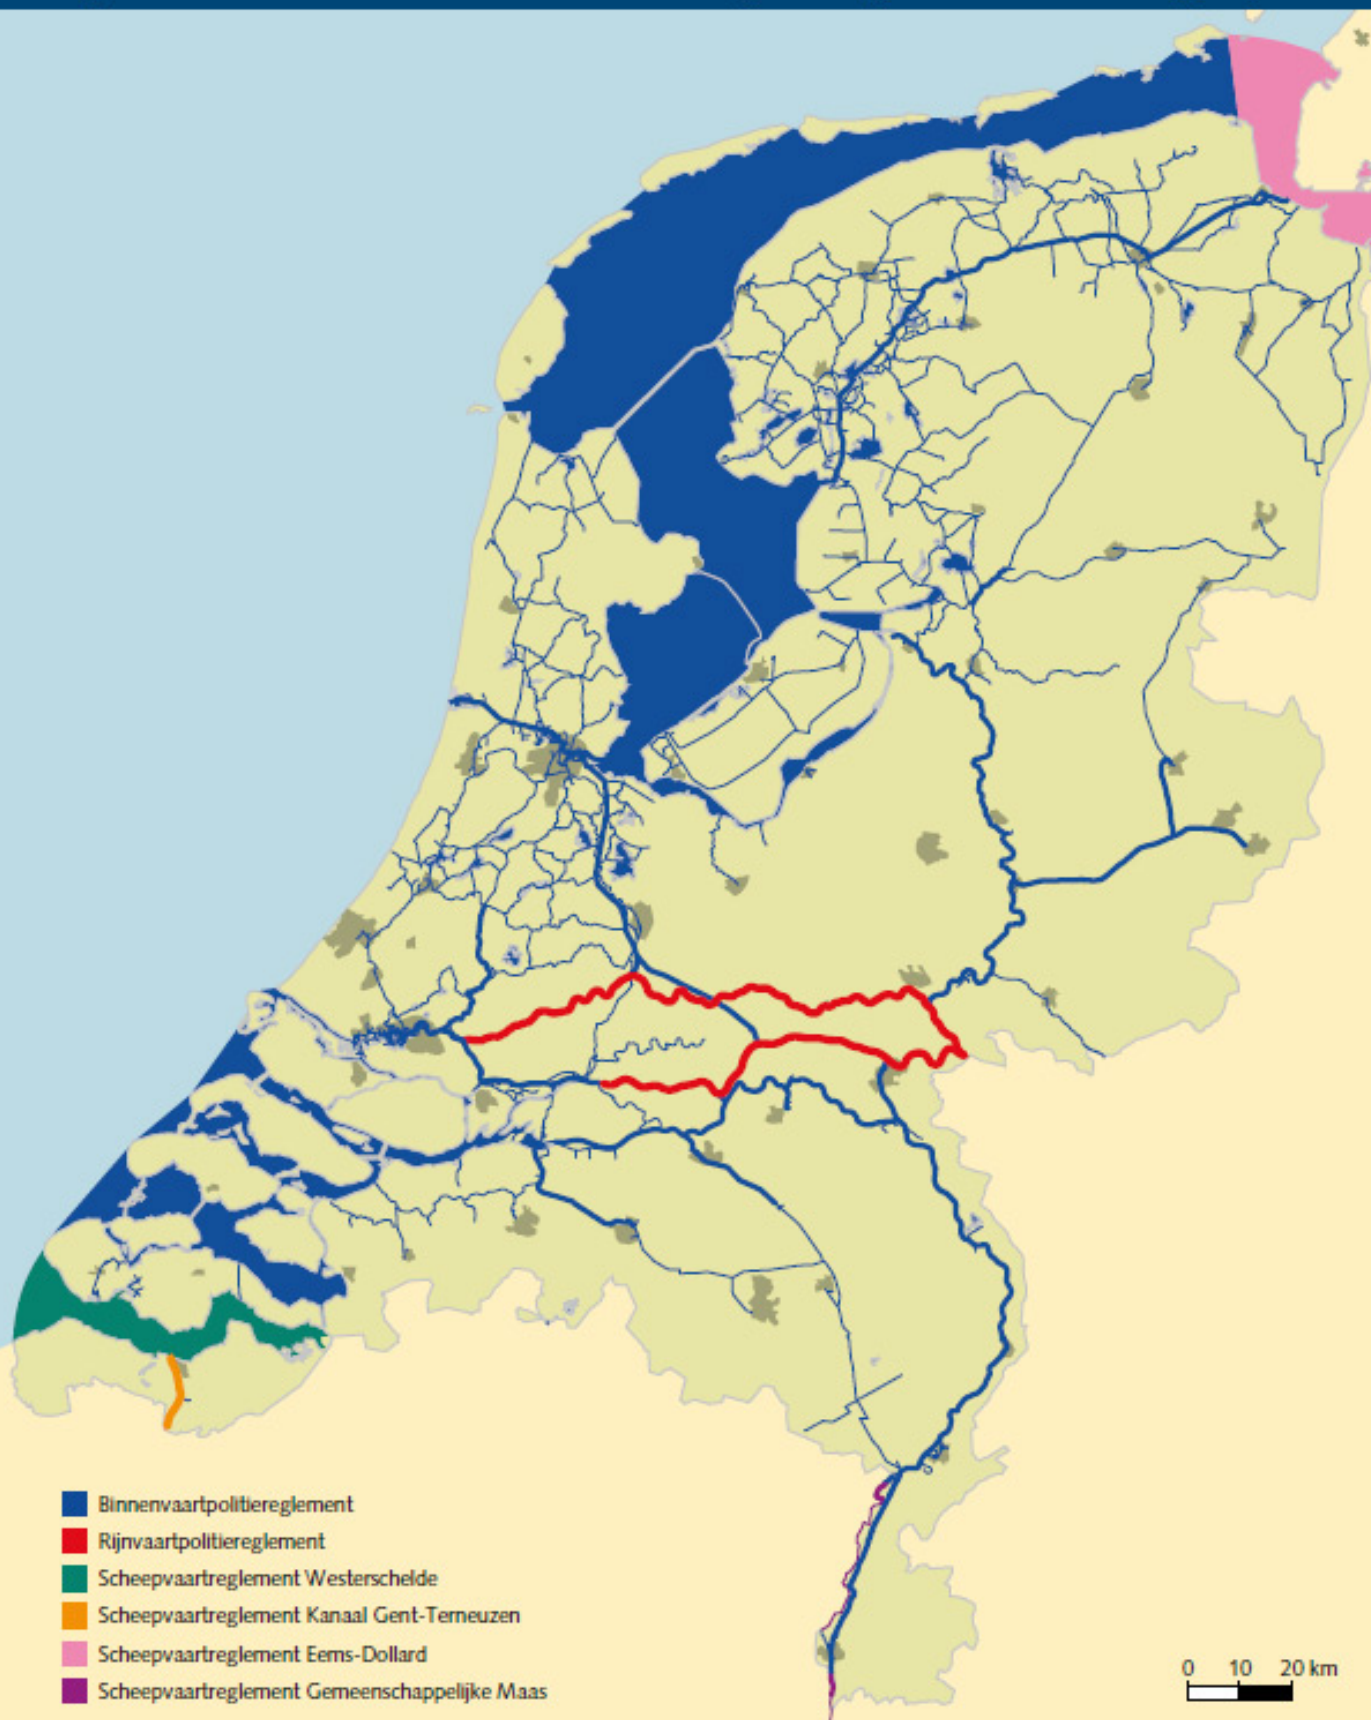 Binnenvaartpolitiereglement
Rijnvaartpolitiereglement
Scheepvaartreglement Westerschelde
Scheepvaartreglement Kanaal Gent-Terneuzen
Scheepvaartreglement Eems-Dollard
Scheepvaartreglement Gemeenschappelijke Maas
0 10 20 km